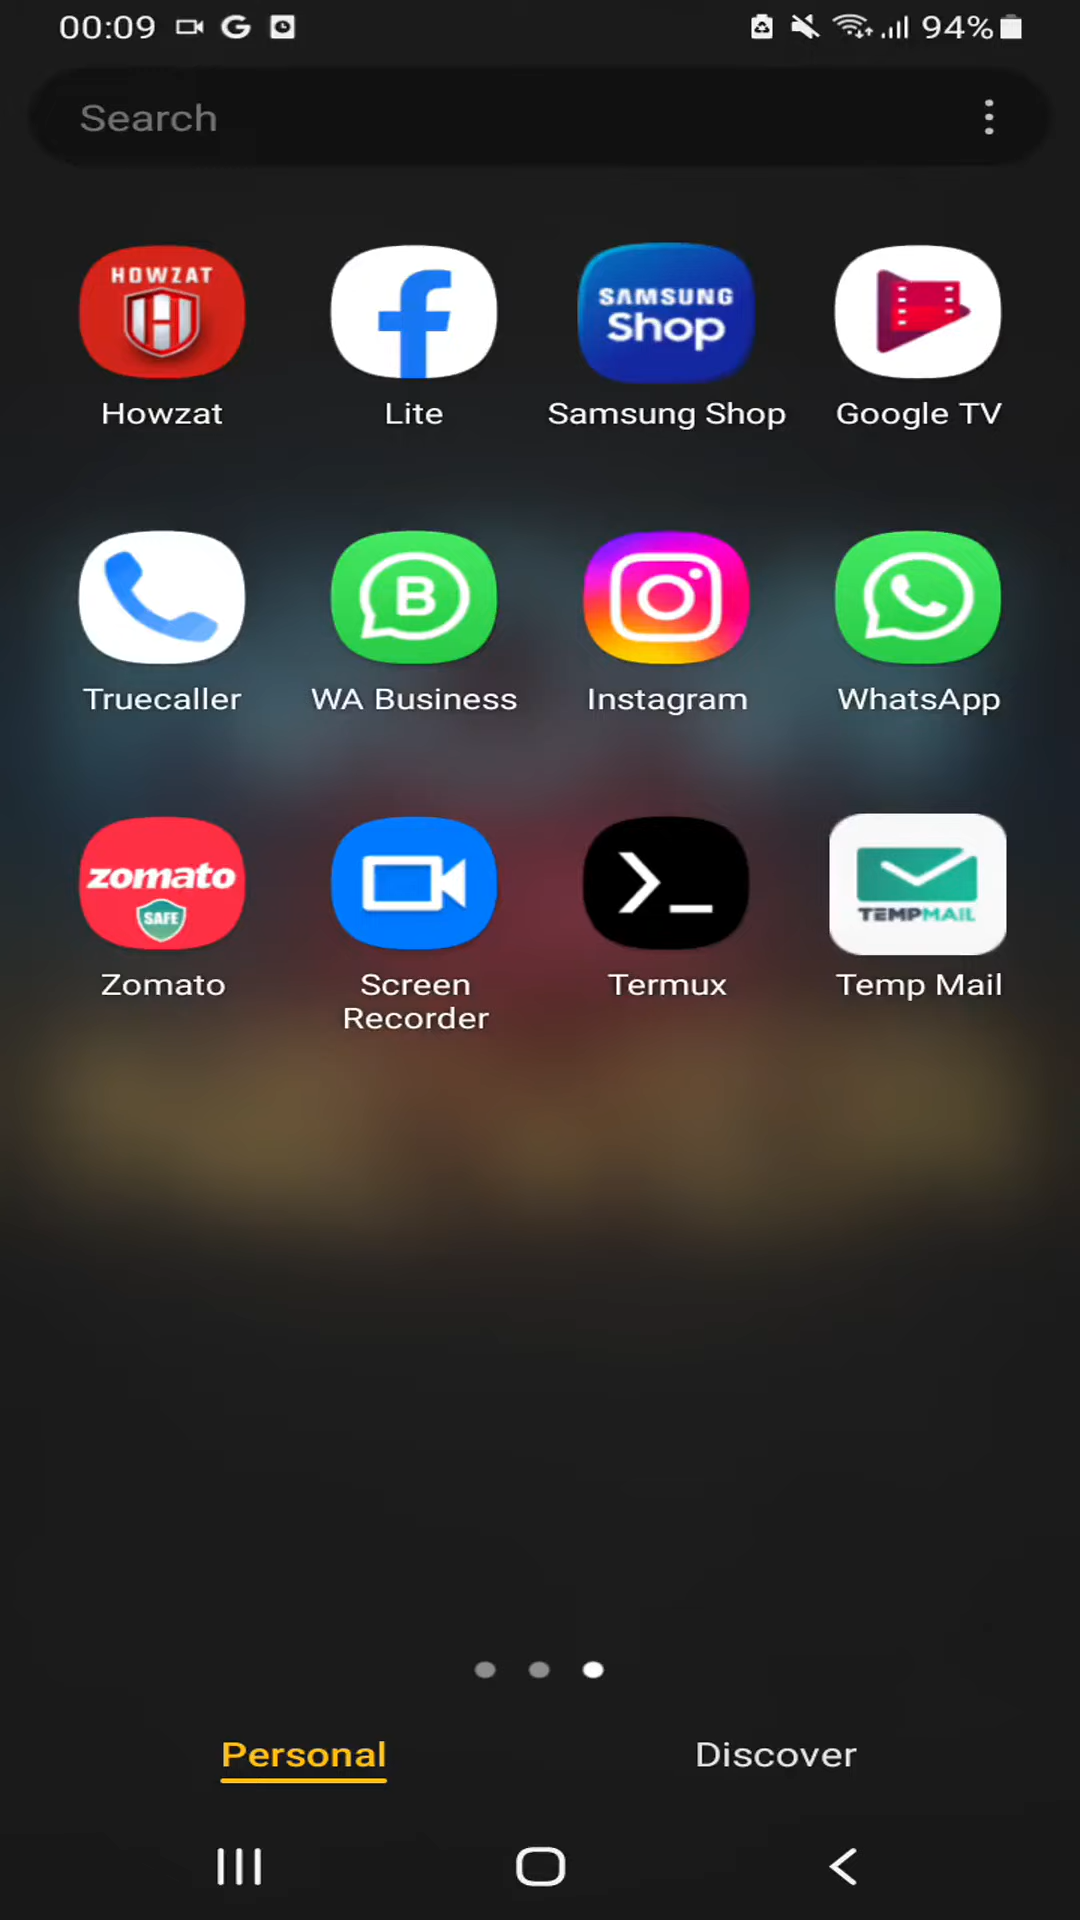 00:09 94%
Search
HOWZAT
SAMSUNG
Shop
Howzat Lite Samsung Shop Google TV
B
Truecaller WA Business Instagram WhatsApp
zomato
SAFE
TEMPMAIL
Zomato Screen Recorder Termux Temp Mail
Personal Discover